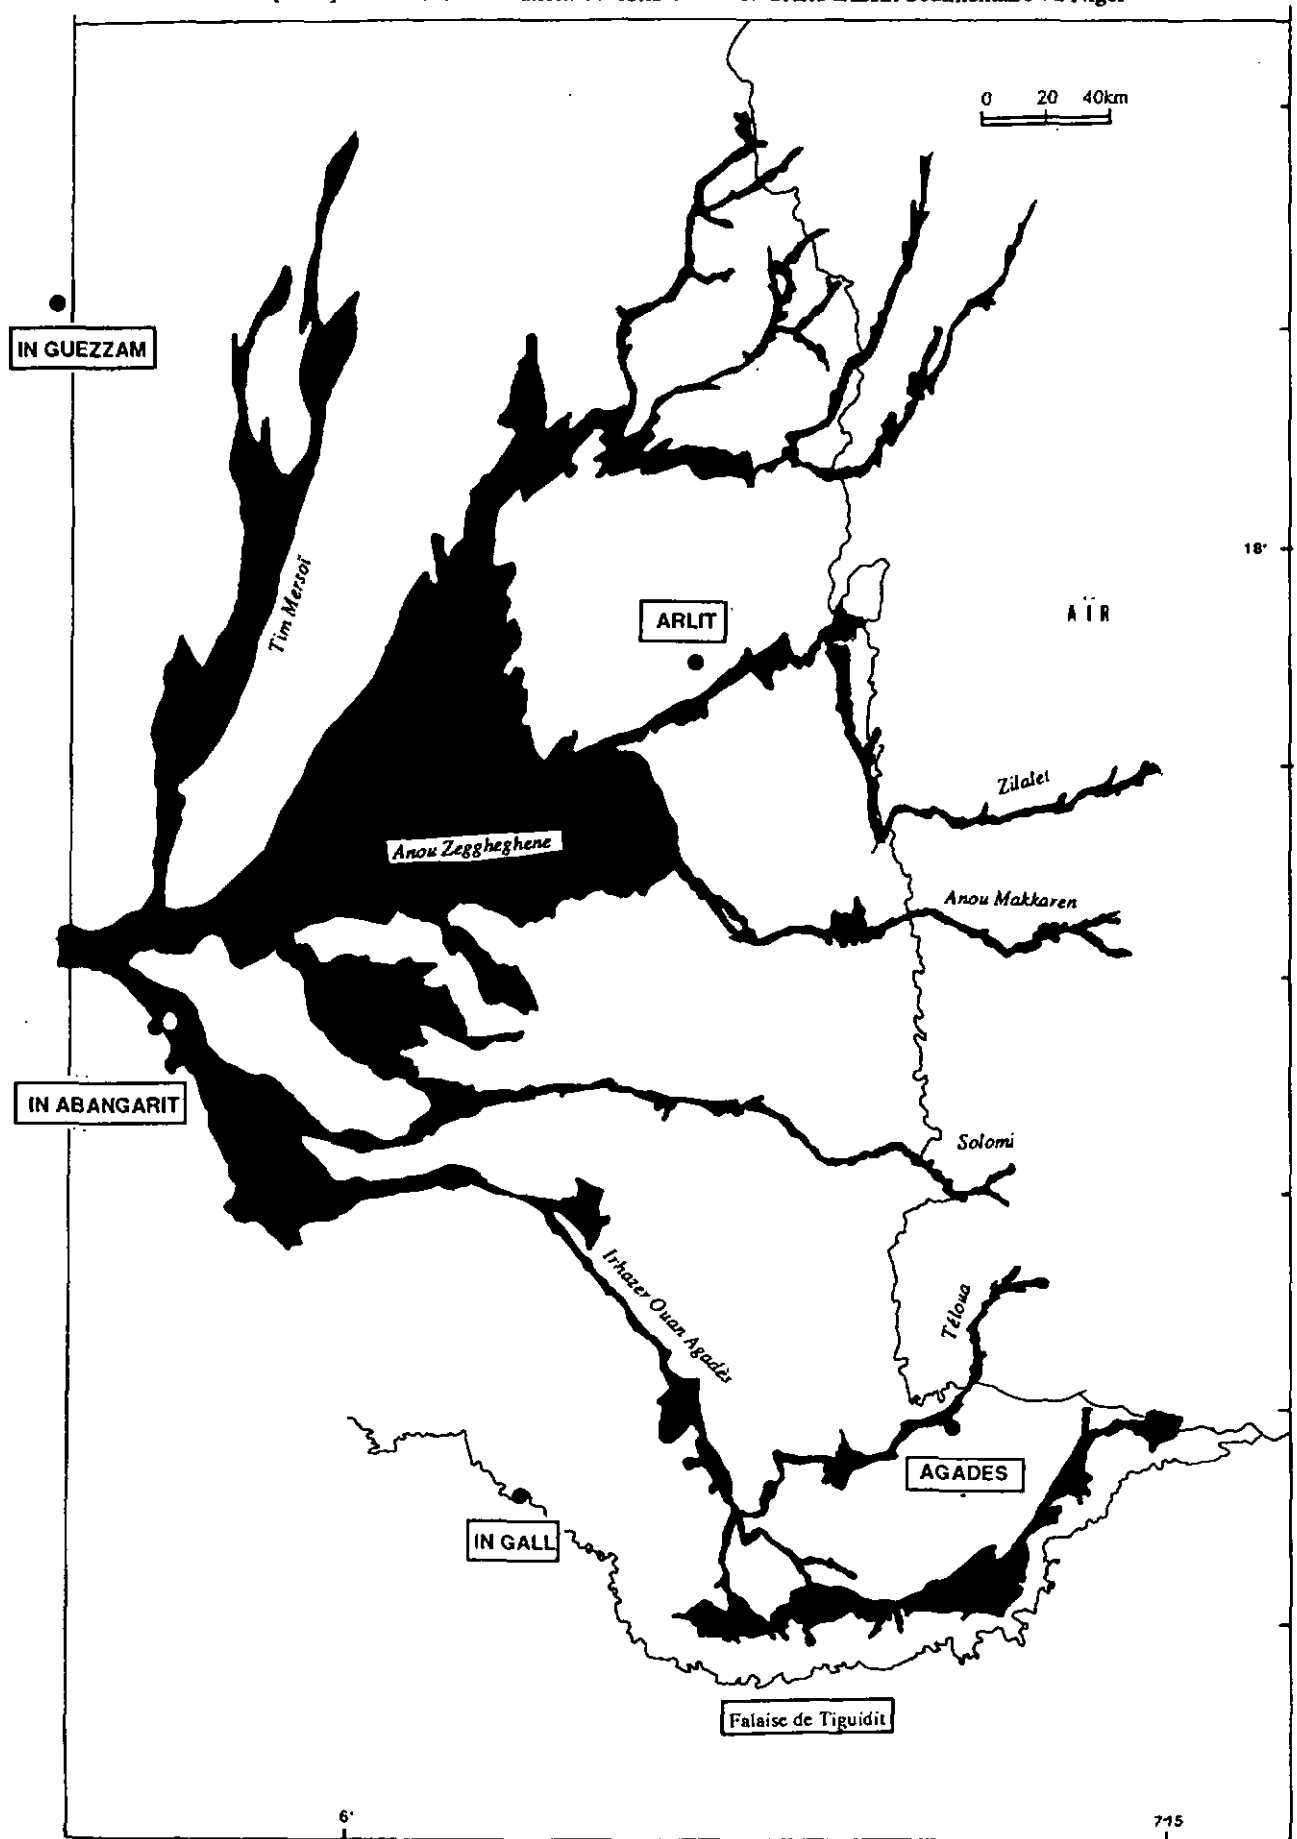 0 20 40km
IN GUEZZAM
18°
Tim Mersoï
ARLIT
AÏR
Zilalet
Anou Zeggheghene
Anou Makkaren
IN ABANGARIT
Solomi
Irhazer Ouan Agadès
Téloua
AGADES
IN GALL
Falaise de Tiguidit
6°
7°15